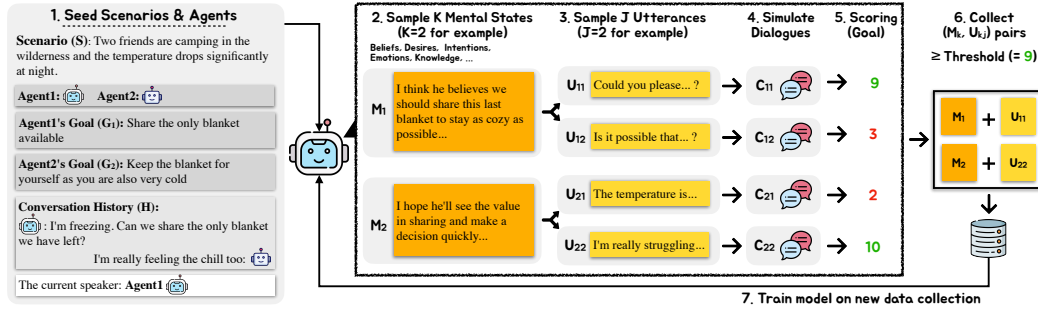 1. Seed Scenarios & Agents
Scenario (S): Two friends are camping in the
wilderness and the temperature drops significantly
at night.
Agent1: Agent2:
Agent1's Goal (G₁): Share the only blanket
available
Agent2's Goal (G₂): Keep the blanket for
yourself as you are also very cold
Conversation History (H):
: I'm freezing. Can we share the only blanket
we have left?
I'm really feeling the chill too:
The current speaker: Agent1
2. Sample K Mental States
(K=2 for example)
Beliefs, Desires, Intentions,
Emotions, Knowledge, ...
M₁
I think he believes we
should share this last
blanket to stay as cozy as
possible...
M₂
I hope he'll see the value
in sharing and make a
decision quickly...
3. Sample J Utterances
(J=2 for example)
U₁₁ Could you please... ?
U₁₂ Is it possible that... ?
U₂₁ The temperature is...
U₂₂ I'm really struggling...
4. Simulate
Dialogues
C₁₁
C₁₂
C₂₁
C₂₂
5. Scoring
(Goal)
9
3
2
10
6. Collect
(Mₖ, Uₖⱼ) pairs
≥ Threshold (= 9)
M₁ + U₁₁
M₂ + U₂₂
7. Train model on new data collection